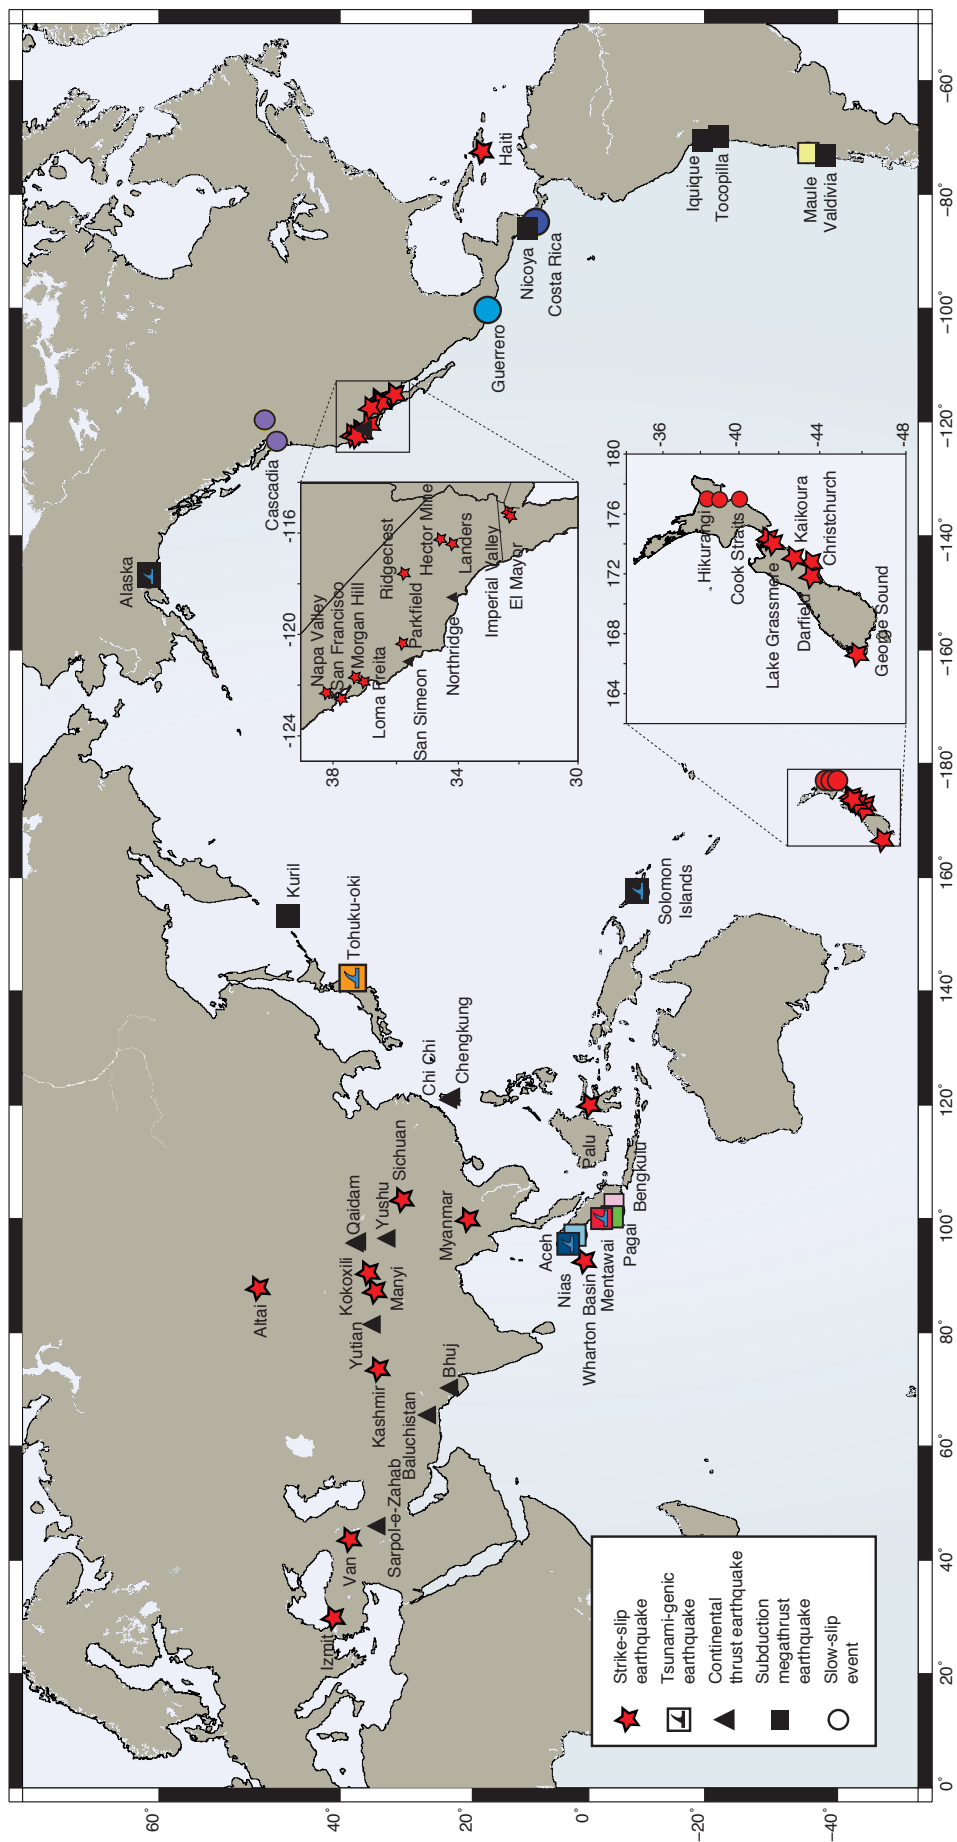 Alaska
Cascadia
Kuril
Tohuku-oki
Altai
Izmit
Van
Sarpol-e-Zahab
Baluchistan
Kashmir
Yutian
Bhuj
Kokoxili
Manyi
Qaidam
Yushu
Sichuan
Myanmar
Chi Chi
Chengkung
Aceh
Nias
Wharton Basin
Mentawai
Pagai
Bengkulu
Palu
Solomon
Islands
Guerrero
Nicoya
Costa Rica
Haiti
Iquique
Tocopilla
Maule
Valdivia
-124
-120
-116
38
34
30
Napa Valley
San Francisco
Morgan Hill
Loma Preita
San Simeon
Parkfield
Northridge
Ridgecrest
Hector Mine
Landers
Imperial Valley
El Mayor
164
168
172
176
180
-36
-40
-44
-48
Hikurangi
Cook Straits
Lake Grassmere
Kaikoura
Darfield
Christchurch
George Sound
Strike-slip
earthquake
Tsunami-genic
earthquake
Continental
thrust earthquake
Subduction
megathrust
earthquake
Slow-slip
event
60°
40°
20°
0°
−20°
−40°
0°
20°
40°
60°
80°
100°
120°
140°
160°
−180°
−160°
−140°
−120°
−100°
−80°
−60°